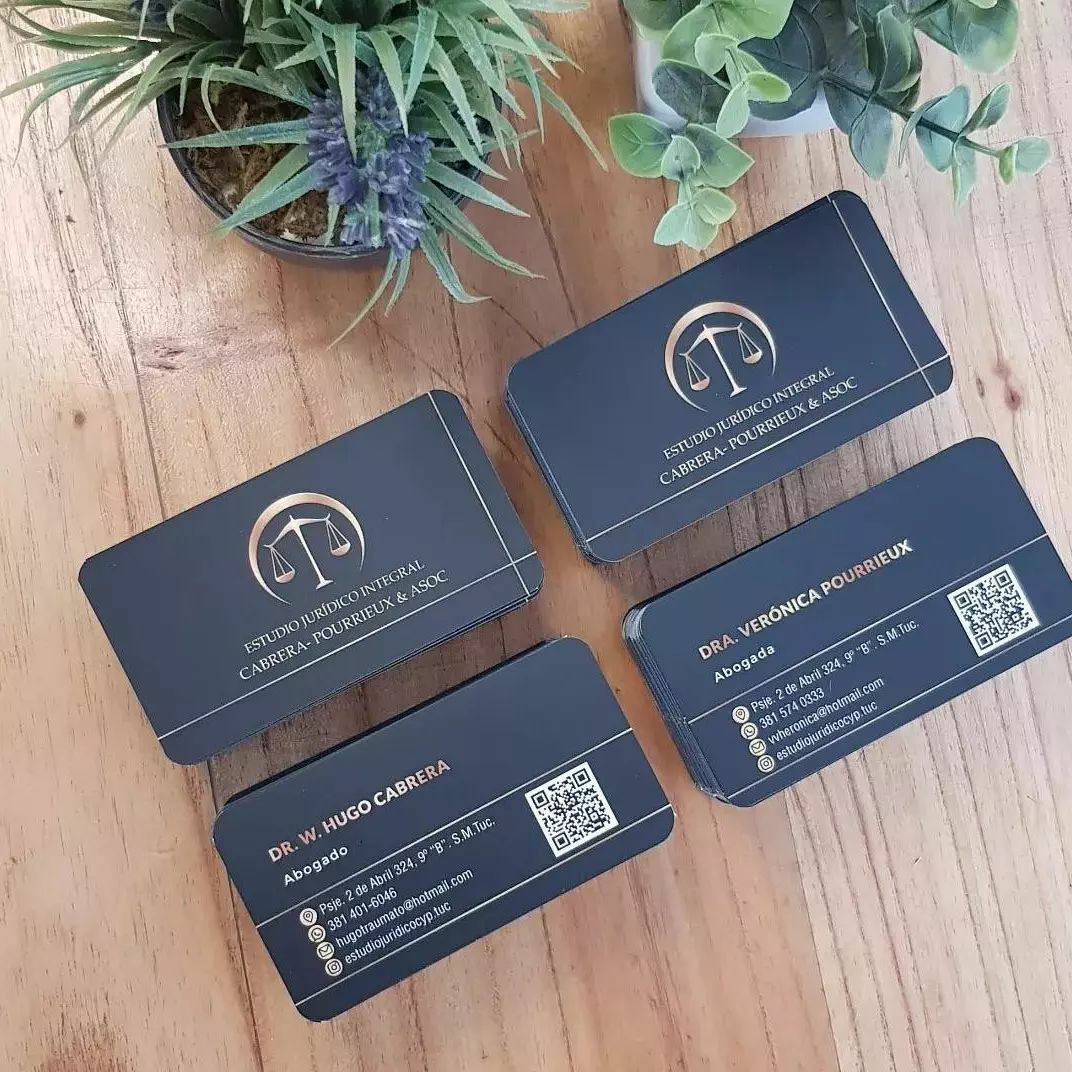 ESTUDIO JURÍDICO INTEGRAL
CABRERA- POURRIEUX & ASOC
ESTUDIO JURÍDICO INTEGRAL
CABRERA- POURRIEUX & ASOC
DRA. VERÓNICA POURRIEUX
Abogada
Psje. 2 de Abril 324, 9º "B". S.M.Tuc.
381 574 0333
vvheronica@hotmail.com
estudiojuridicocyp.tuc
DR. W. HUGO CABRERA
Abogado
Psje. 2 de Abril 324, 9º "B". S.M.Tuc.
381 401-6046
hugotraumato@hotmail.com
estudiojuridicocyp.tuc